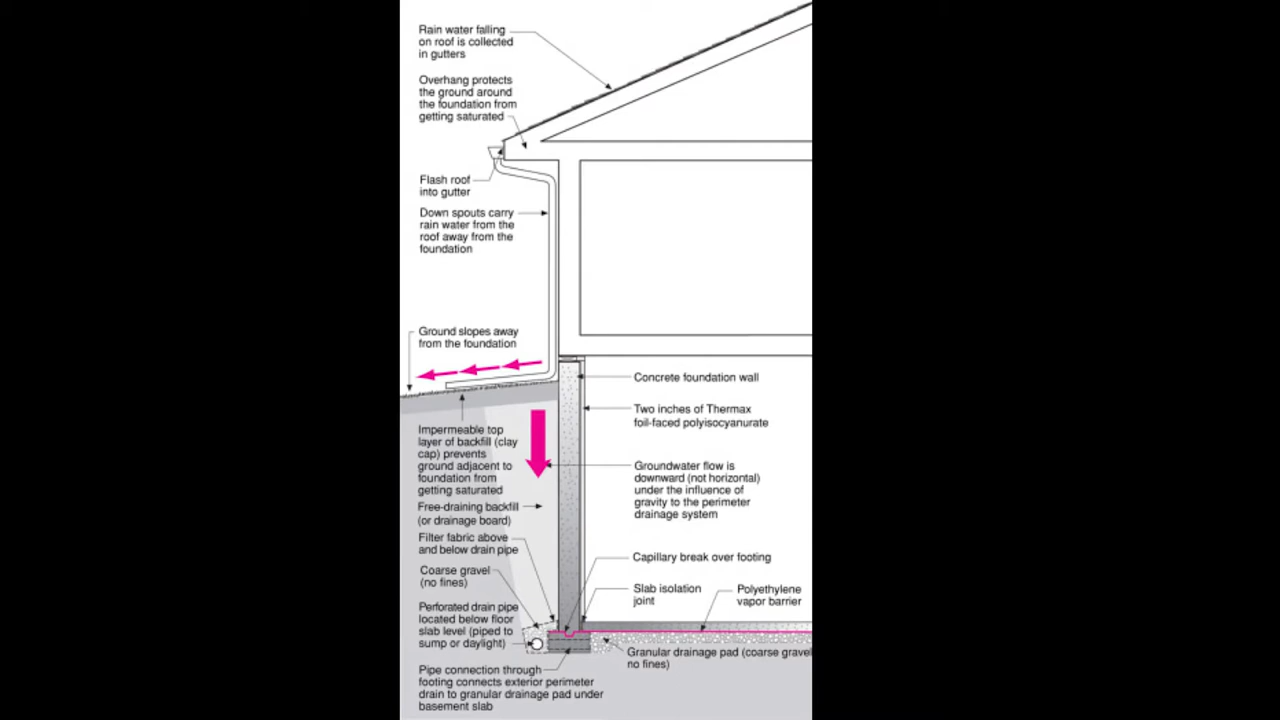 Rain water falling
on roof is collected
in gutters
Overhang protects
the ground around
the foundation from
getting saturated
Flash roof
into gutter
Down spouts carry
rain water from the
roof away from the
foundation
Ground slopes away
from the foundation
Concrete foundation wall
Two inches of Thermax
foil-faced polyisocyanurate
Impermeable top
layer of backfill (clay
cap) prevents
ground adjacent to
foundation from
getting saturated
Groundwater flow is
downward (not horizontal)
under the influence of
gravity to the perimeter
drainage system
Free-draining backfill
(or drainage board)
Filter fabric above
and below drain pipe
Capillary break over footing
Coarse gravel
(no fines)
Slab isolation
joint
Polyethylene
vapor barrier
Perforated drain pipe
located below floor
slab level (piped to
sump or daylight)
Granular drainage pad (coarse gravel
no fines)
Pipe connection through
footing connects exterior perimeter
drain to granular drainage pad under
basement slab